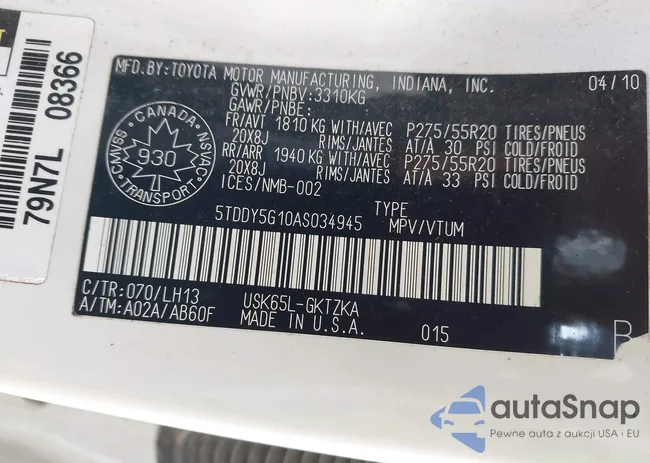 T
79N7L 08366
MFD.BY:TOYOTA MOTOR MANUFACTURING, INDIANA, INC. 04/10
GVWR/PNBV:3310KG
GAWR/PNBE:
FR/AVT 1810 KG WITH/AVEC P275/55R20 TIRES/PNEUS
20X8J RIMS/JANTES AT/A 30 PSI COLD/FROID
RR/ARR 1940 KG WITH/AVEC P275/55R20 TIRES/PNEUS
20X8J RIMS/JANTES AT/A 33 PSI COLD/FROID
ICES/NMB-002
CANADA
CMVSS 930 NSVAC
TRANSPORT
5TDDY5G10AS034945 TYPE
MPV/VTUM
C/TR:070/LH13 USK65L-GKTZKA
A/TM:A02A/AB60F MADE IN U.S.A. 015 B
autaSnap
Pewne auta z aukcji USA i EU